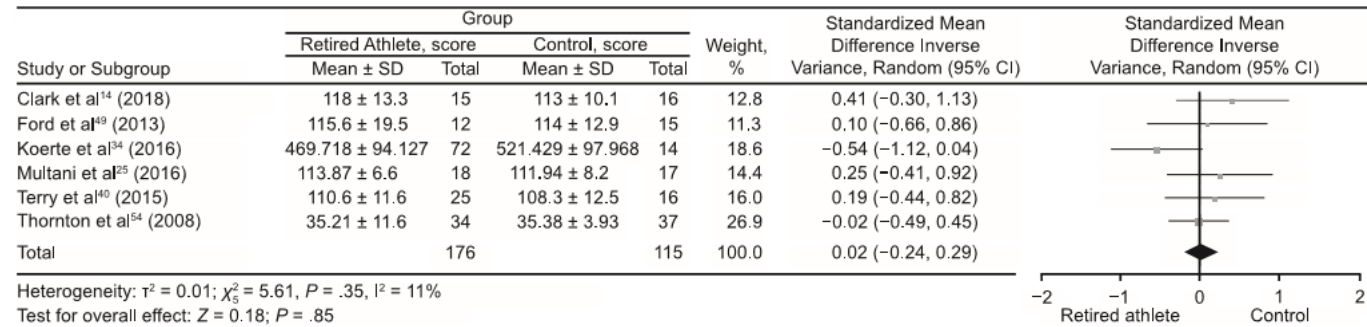 Group
Standardized Mean Difference Inverse Variance, Random (95% CI)
Standardized Mean Difference Inverse Variance, Random (95% CI)
Retired Athlete, score Control, score Weight, %
Study or Subgroup Mean ± SD Total Mean ± SD Total
Clark et al¹⁴ (2018) 118 ± 13.3 15 113 ± 10.1 16 12.8 0.41 (−0.30, 1.13)
Ford et al⁴⁹ (2013) 115.6 ± 19.5 12 114 ± 12.9 15 11.3 0.10 (−0.66, 0.86)
Koerte et al³⁴ (2016) 469.718 ± 94.127 72 521.429 ± 97.968 14 18.6 −0.54 (−1.12, 0.04)
Multani et al²⁵ (2016) 113.87 ± 6.6 18 111.94 ± 8.2 17 14.4 0.25 (−0.41, 0.92)
Terry et al⁴⁰ (2015) 110.6 ± 11.6 25 108.3 ± 12.5 16 16.0 0.19 (−0.44, 0.82)
Thornton et al⁵⁴ (2008) 35.21 ± 11.6 34 35.38 ± 3.93 37 26.9 −0.02 (−0.49, 0.45)
Total 176 115 100.0 0.02 (−0.24, 0.29)
Heterogeneity: τ² = 0.01; χ²₅ = 5.61, P = .35, I² = 11%
Test for overall effect: Z = 0.18; P = .85
−2 −1 0 1 2
Retired athlete Control